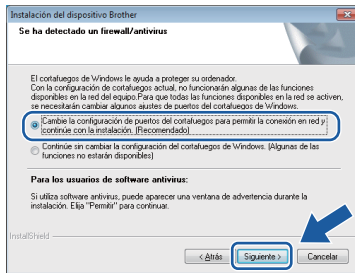 Instalación del dispositivo Brother
Se ha detectado un firewall/antivirus
El cortafuegos de Windows le ayuda a proteger su ordenador.
Con la configuración de cortafuegos actual, no funcionarán algunas de las funciones
disponibles en la red del equipo.Para que todas las funciones disponibles en la red se activen,
se necesitarán cambiar algunos ajustes de puertos del cortafuegos de Windows.
Cambie la configuración de puertos del cortafuegos para permitir la conexión en red y
continúe con la instalación. (Recomendado)
Continúe sin cambiar la configuración del cortafuegos de Windows. (Algunas de las
funciones no estarán disponibles)
Para los usuarios de software antivirus:
Si utiliza software antivirus, puede aparecer una ventana de advertencia durante la
instalación. Elija "Permitir" para continuar.
InstallShield
< Atrás Siguiente > Cancelar